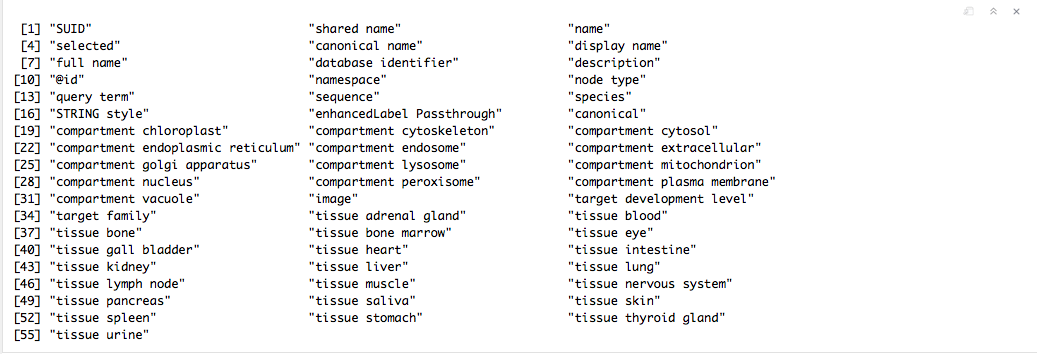 [1] "SUID" "shared name" "name"
[4] "selected" "canonical name" "display name"
[7] "full name" "database identifier" "description"
[10] "@id" "namespace" "node type"
[13] "query term" "sequence" "species"
[16] "STRING style" "enhancedLabel Passthrough" "canonical"
[19] "compartment chloroplast" "compartment cytoskeleton" "compartment cytosol"
[22] "compartment endoplasmic reticulum" "compartment endosome" "compartment extracellular"
[25] "compartment golgi apparatus" "compartment lysosome" "compartment mitochondrion"
[28] "compartment nucleus" "compartment peroxisome" "compartment plasma membrane"
[31] "compartment vacuole" "image" "target development level"
[34] "target family" "tissue adrenal gland" "tissue blood"
[37] "tissue bone" "tissue bone marrow" "tissue eye"
[40] "tissue gall bladder" "tissue heart" "tissue intestine"
[43] "tissue kidney" "tissue liver" "tissue lung"
[46] "tissue lymph node" "tissue muscle" "tissue nervous system"
[49] "tissue pancreas" "tissue saliva" "tissue skin"
[52] "tissue spleen" "tissue stomach" "tissue thyroid gland"
[55] "tissue urine"